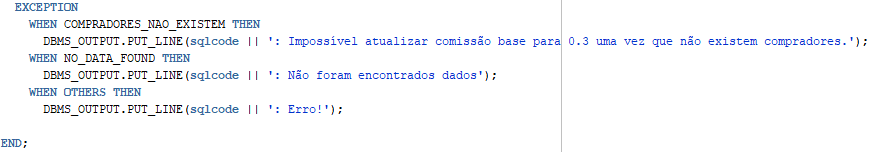 EXCEPTION
WHEN COMPRADORES_NAO_EXISTEM THEN
DBMS_OUTPUT.PUT_LINE(sqlcode || ': Impossível atualizar comissão base para 0.3 uma vez que não existem compradores.');
WHEN NO_DATA_FOUND THEN
DBMS_OUTPUT.PUT_LINE(sqlcode || ': Não foram encontrados dados');
WHEN OTHERS THEN
DBMS_OUTPUT.PUT_LINE(sqlcode || ': Erro!');
END;